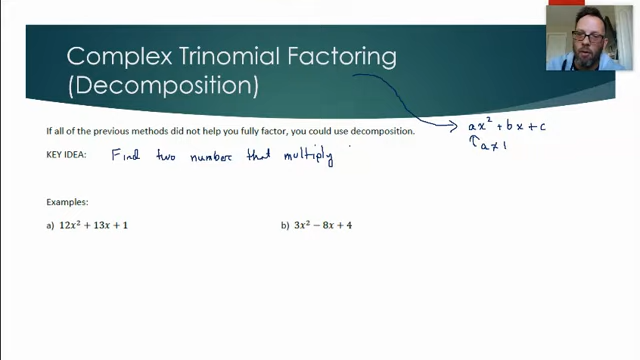 Complex Trinomial Factoring
(Decomposition)
ax² + bx + c
a ≠ 1
If all of the previous methods did not help you fully factor, you could use decomposition.
KEY IDEA: Find two numbers that multiply
Examples:
a) 12x² + 13x + 1
b) 3x² − 8x + 4